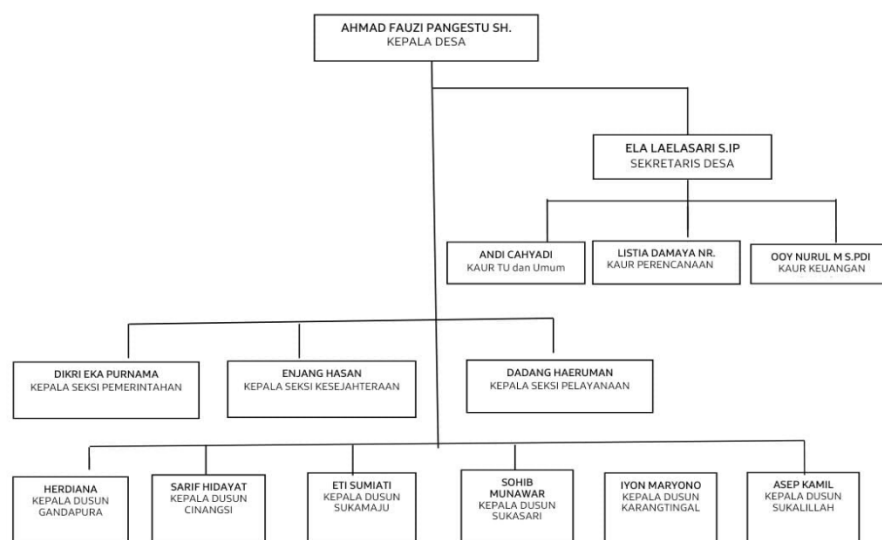 AHMAD FAUZI PANGESTU SH.
KEPALA DESA
ELA LAELASARI S.IP
SEKRETARIS DESA
ANDI CAHYADI
KAUR TU dan Umum
LISTIA DAMAYA NR.
KAUR PERENCANAAN
OOY NURUL M S.PDI
KAUR KEUANGAN
DIKRI EKA PURNAMA
KEPALA SEKSI PEMERINTAHAN
ENJANG HASAN
KEPALA SEKSI KESEJAHTERAAN
DADANG HAERUMAN
KEPALA SEKSI PELAYANAAN
HERDIANA
KEPALA DUSUN
GANDAPURA
SARIF HIDAYAT
KEPALA DUSUN
CINANGSI
ETI SUMIATI
KEPALA DUSUN
SUKAMAJU
SOHIB
MUNAWAR
KEPALA DUSUN
SUKASARI
IYON MARYONO
KEPALA DUSUN
KARANGTINGAL
ASEP KAMIL
KEPALA DUSUN
SUKALILLAH